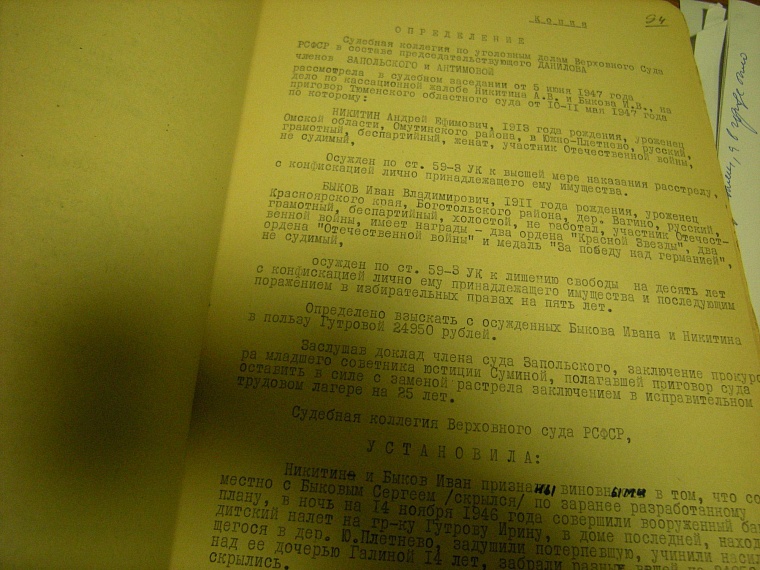 Копия
94
ОПРЕДЕЛЕНИЕ
Судебная коллегия по уголовным делам Верховного Суда
РСФСР в составе председательствующего ДАНИЛОВА
членов ЗАПОЛЬСКОГО и АНТИМОВОЙ
рассмотрела в судебном заседании от 5 июня 1947 года
дело по кассационной жалобе Никитина А.В. и Быкова И.В., на
приговор Тюменского областного суда от 10-11 мая 1947 года
по которому:
НИКИТИН Андрей Ефимович, 1913 года рождения, уроженец
Омской области, Омутинского района, в Южно-Плетнево, русский,
грамотный, беспартийный, женат, участник Отечественной войны,
не судимый,
Осужден по ст. 59-3 УК к высшей мере наказания расстрелу,
с конфискацией лично принадлежащего ему имущества.
БЫКОВ Иван Владимирович, 1911 года рождения, уроженец
Красноярского края, Боготольского района, дер. Вагино, русский,
грамотный, беспартийный, холостой, не работал, участник Отечест-
венной войны, имеет награды - два ордена "Красной Звезды", два
ордена "Отечественной войны" и медаль "За победу над германией",
не судимый,
осужден по ст. 59-3 УК к лишению свободы на десять лет
с конфискацией лично ему принадлежащего имущества и последующим
поражением в избирательных правах на пять лет.
Определено взыскать с осужденных Быкова Ивана и Никитина
в пользу Гутровой 24950 рублей.
Заслушав доклад члена суда Запольского, заключение прокуро-
ра младшего советника юстиции Суминой, полагавшей приговор суда
оставить в силе с заменой растрела заключением в исправительном
трудовом лагере на 25 лет.
Судебная коллегия Верховного суда РСФСР,
УСТАНОВИЛА:
Никитин и Быков Иван признаны виновными в том, что со
местно с Быковым Сергеем /скрылся/ по заранее разработанному
плану, в ночь на 14 ноября 1946 года совершили вооруженный бан
дитский налет на гр-ку Гутрову Ирину, в доме последней, наход
щегося в дер. Ю.Плетнево, задушили потерпевшую, учинили наси
над ее дочерью Галиной 14 лет, забрали разных вещей на
скрылись.